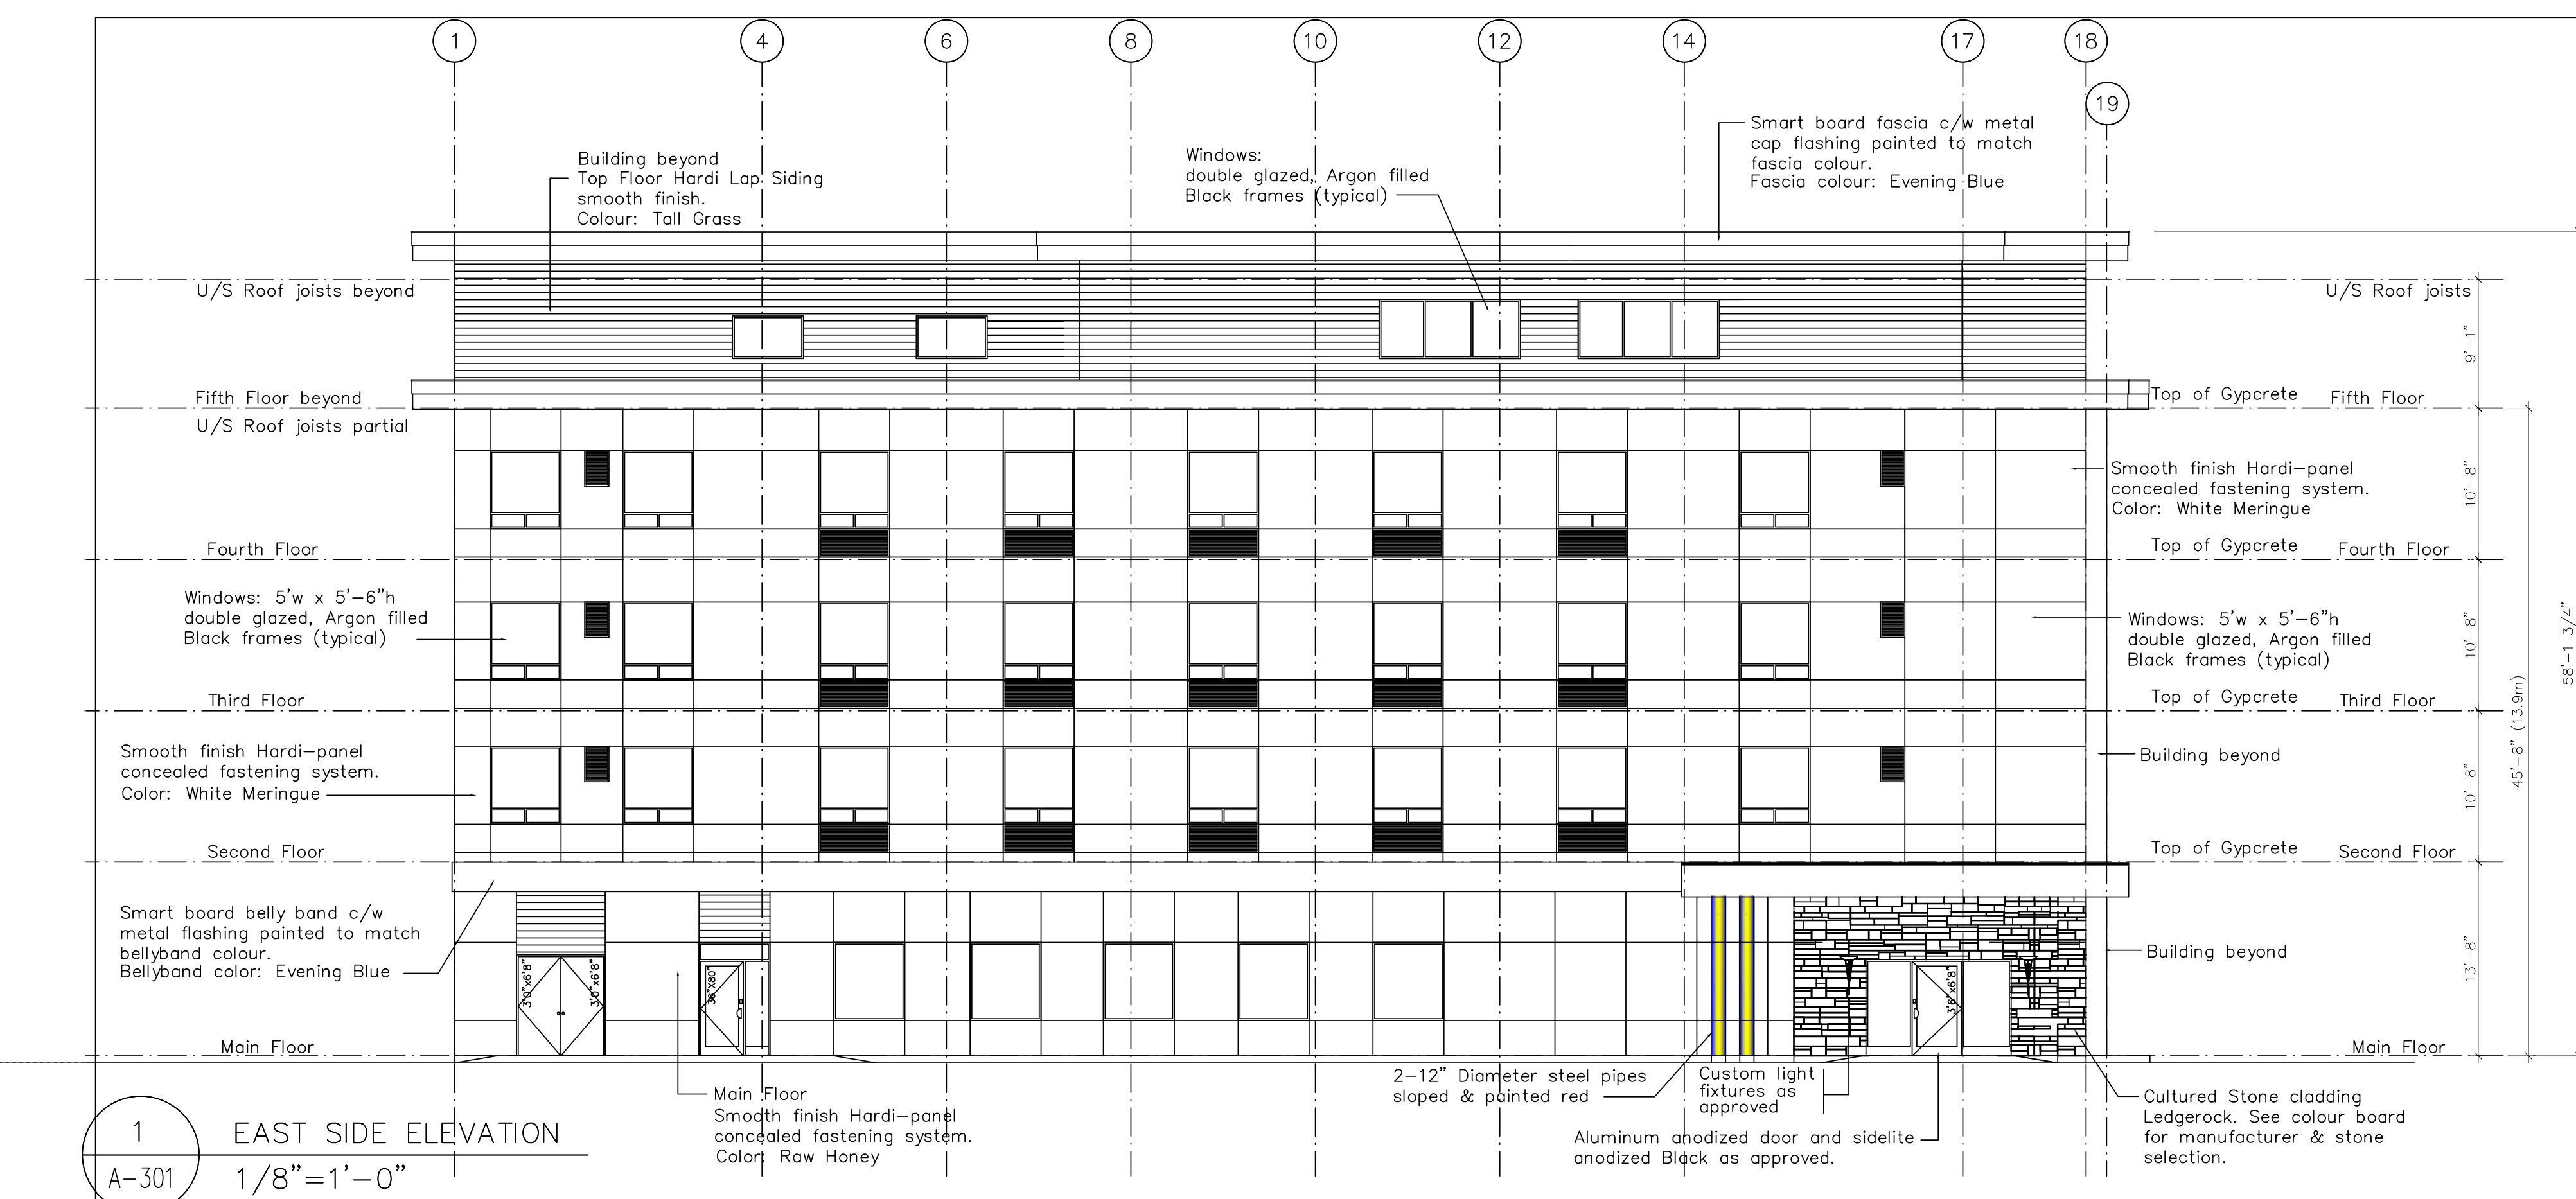 1
4
6
8
10
12
14
17
18
19
Building beyond
Top Floor Hardi Lap Siding
smooth finish.
Colour: Tall Grass
Windows:
double glazed, Argon filled
Black frames (typical)
Smart board fascia c/w metal
cap flashing painted to match
fascia colour.
Fascia colour: Evening Blue
U/S Roof joists beyond
U/S Roof joists
9'-1"
Fifth Floor beyond
U/S Roof joists partial
Top of Gypcrete Fifth Floor
Smooth finish Hardi-panel
concealed fastening system.
Color: White Meringue
10'-8"
Fourth Floor
Top of Gypcrete Fourth Floor
Windows: 5'w x 5'-6"h
double glazed, Argon filled
Black frames (typical)
Windows: 5'w x 5'-6"h
double glazed, Argon filled
Black frames (typical)
10'-8"
58'-1 3/4"
Third Floor
Top of Gypcrete Third Floor
45'-8" (13.9m)
Smooth finish Hardi-panel
concealed fastening system.
Color: White Meringue
Building beyond
10'-8"
Second Floor
Top of Gypcrete Second Floor
Smart board belly band c/w
metal flashing painted to match
bellyband colour.
Bellyband color: Evening Blue
3'0"x6'8"
3'0"x6'8"
36"x80"
3'6"x6'8"
Building beyond
13'-8"
Main Floor
Main Floor
Main Floor
Smooth finish Hardi-panel
concealed fastening system.
Color: Raw Honey
2-12" Diameter steel pipes
sloped & painted red
Custom light
fixtures as
approved
Aluminum anodized door and sidelite
anodized Black as approved.
Cultured Stone cladding
Ledgerock. See colour board
for manufacturer & stone
selection.
1
A-301
EAST SIDE ELEVATION
1/8"=1'-0"